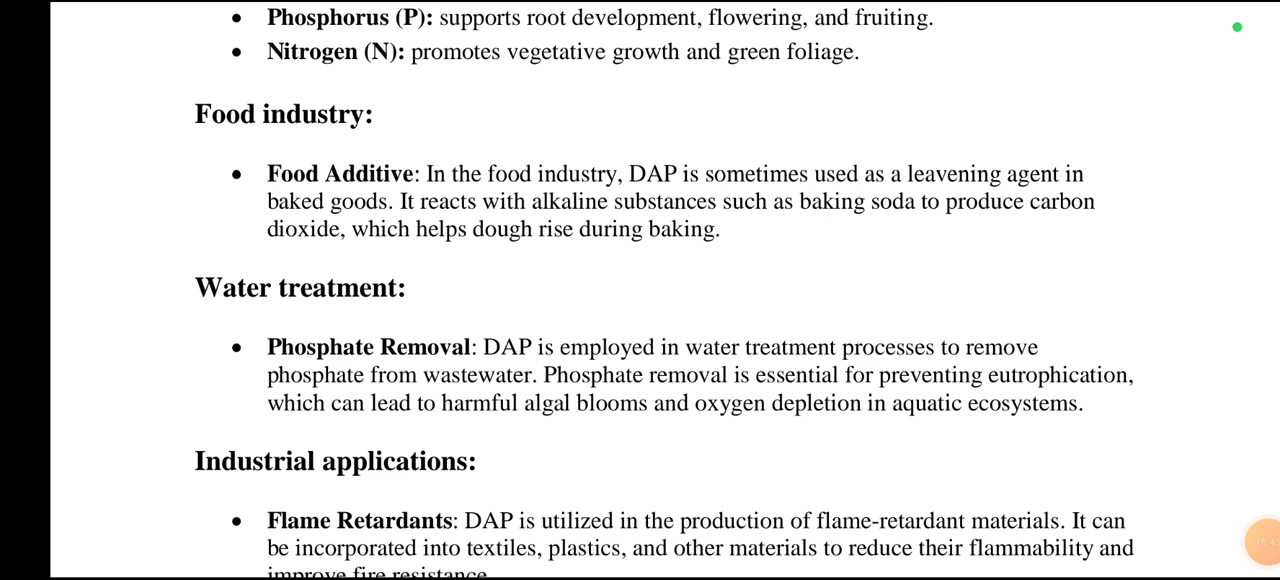 • Phosphorus (P): supports root development, flowering, and fruiting.
• Nitrogen (N): promotes vegetative growth and green foliage.
Food industry:
• Food Additive: In the food industry, DAP is sometimes used as a leavening agent in
baked goods. It reacts with alkaline substances such as baking soda to produce carbon
dioxide, which helps dough rise during baking.
Water treatment:
• Phosphate Removal: DAP is employed in water treatment processes to remove
phosphate from wastewater. Phosphate removal is essential for preventing eutrophication,
which can lead to harmful algal blooms and oxygen depletion in aquatic ecosystems.
Industrial applications:
• Flame Retardants: DAP is utilized in the production of flame-retardant materials. It can
be incorporated into textiles, plastics, and other materials to reduce their flammability and
improve fire resistance.